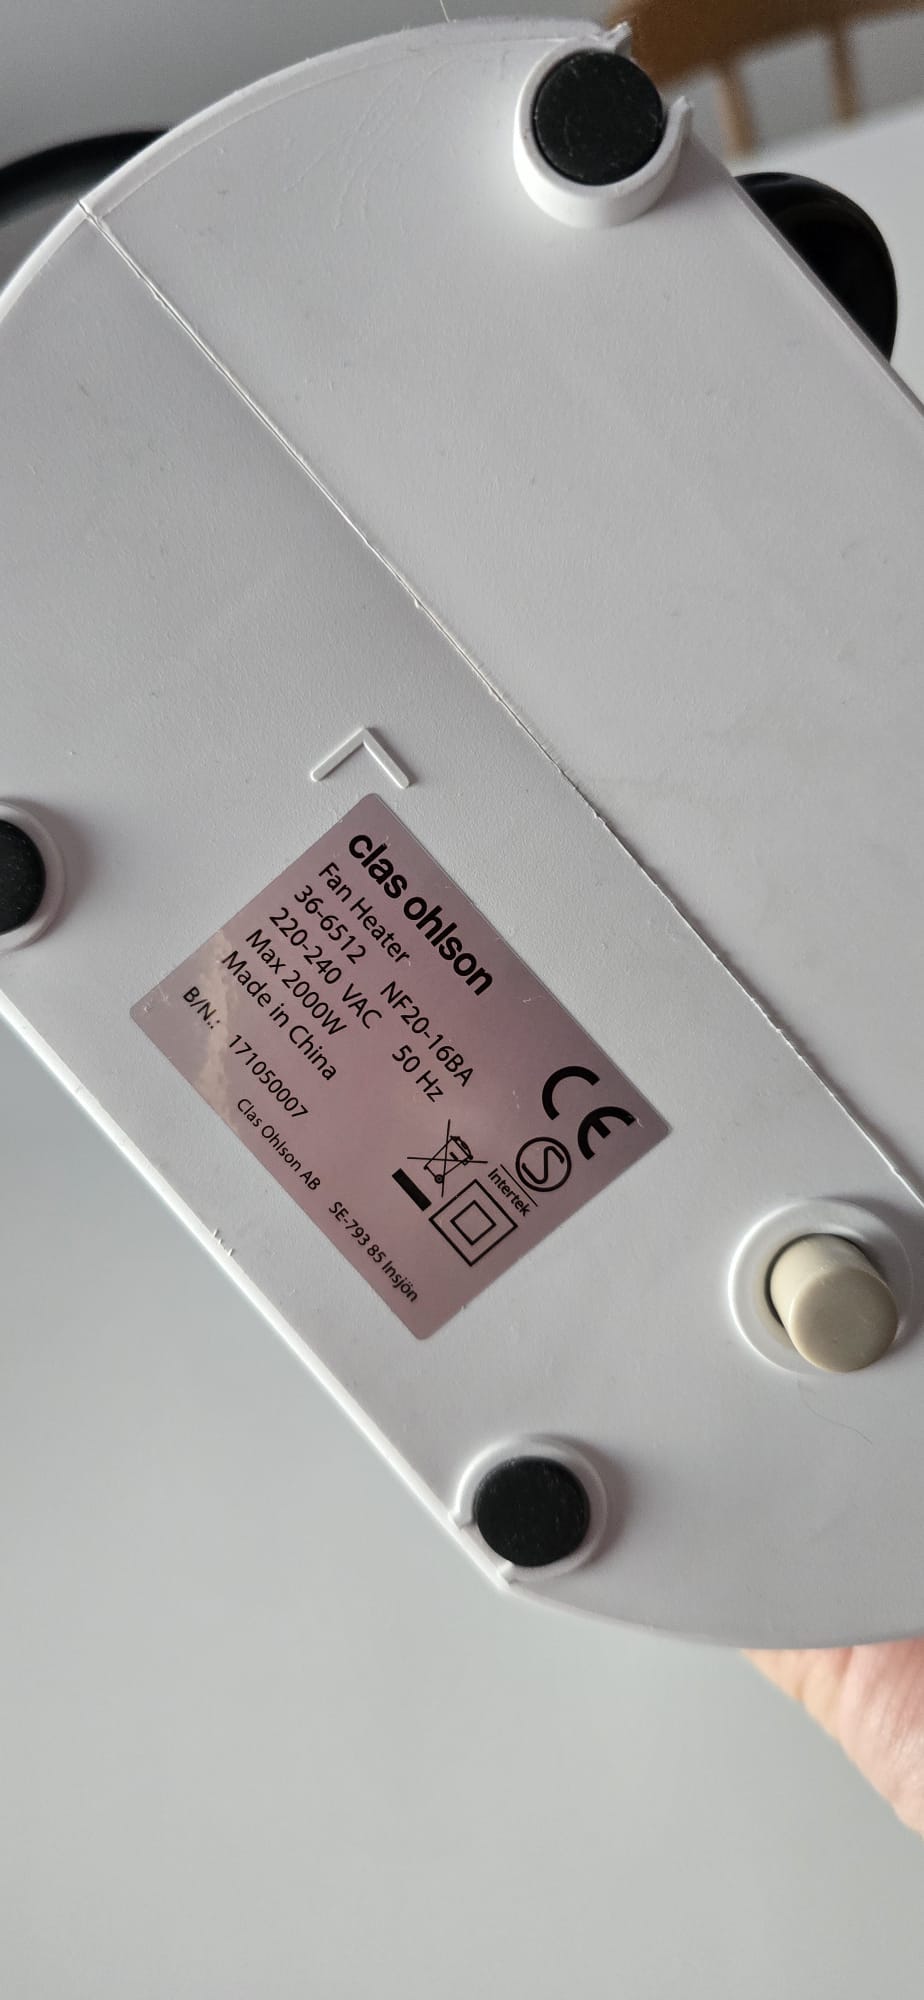 clas ohlson
Fan Heater
36-6512 NF20-16BA
220-240 VAC 50 Hz
Max 2000W
Made in China
B/N.: 171050007
Clas Ohlson AB SE-793 85 Insjön
CE
S
Intertek